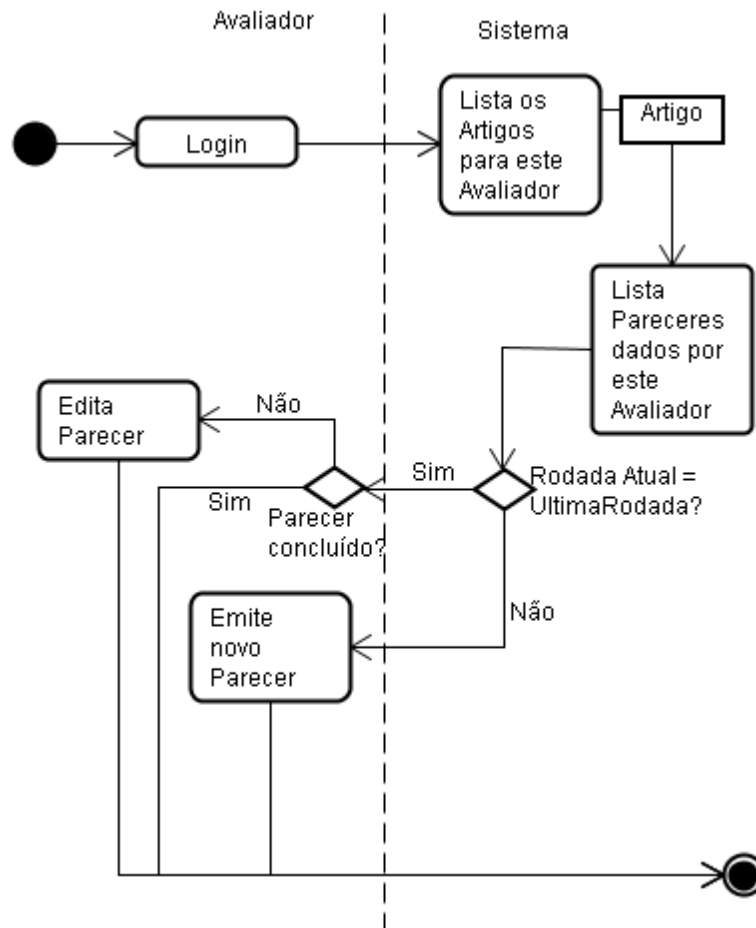 Avaliador
Sistema
Login
Lista os
Artigos
para este
Avaliador
Artigo
Lista
Pareceres
dados por
este
Avaliador
Edita
Parecer
Não
Sim
Parecer
concluído?
Sim
Rodada Atual =
UltimaRodada?
Não
Emite
novo
Parecer